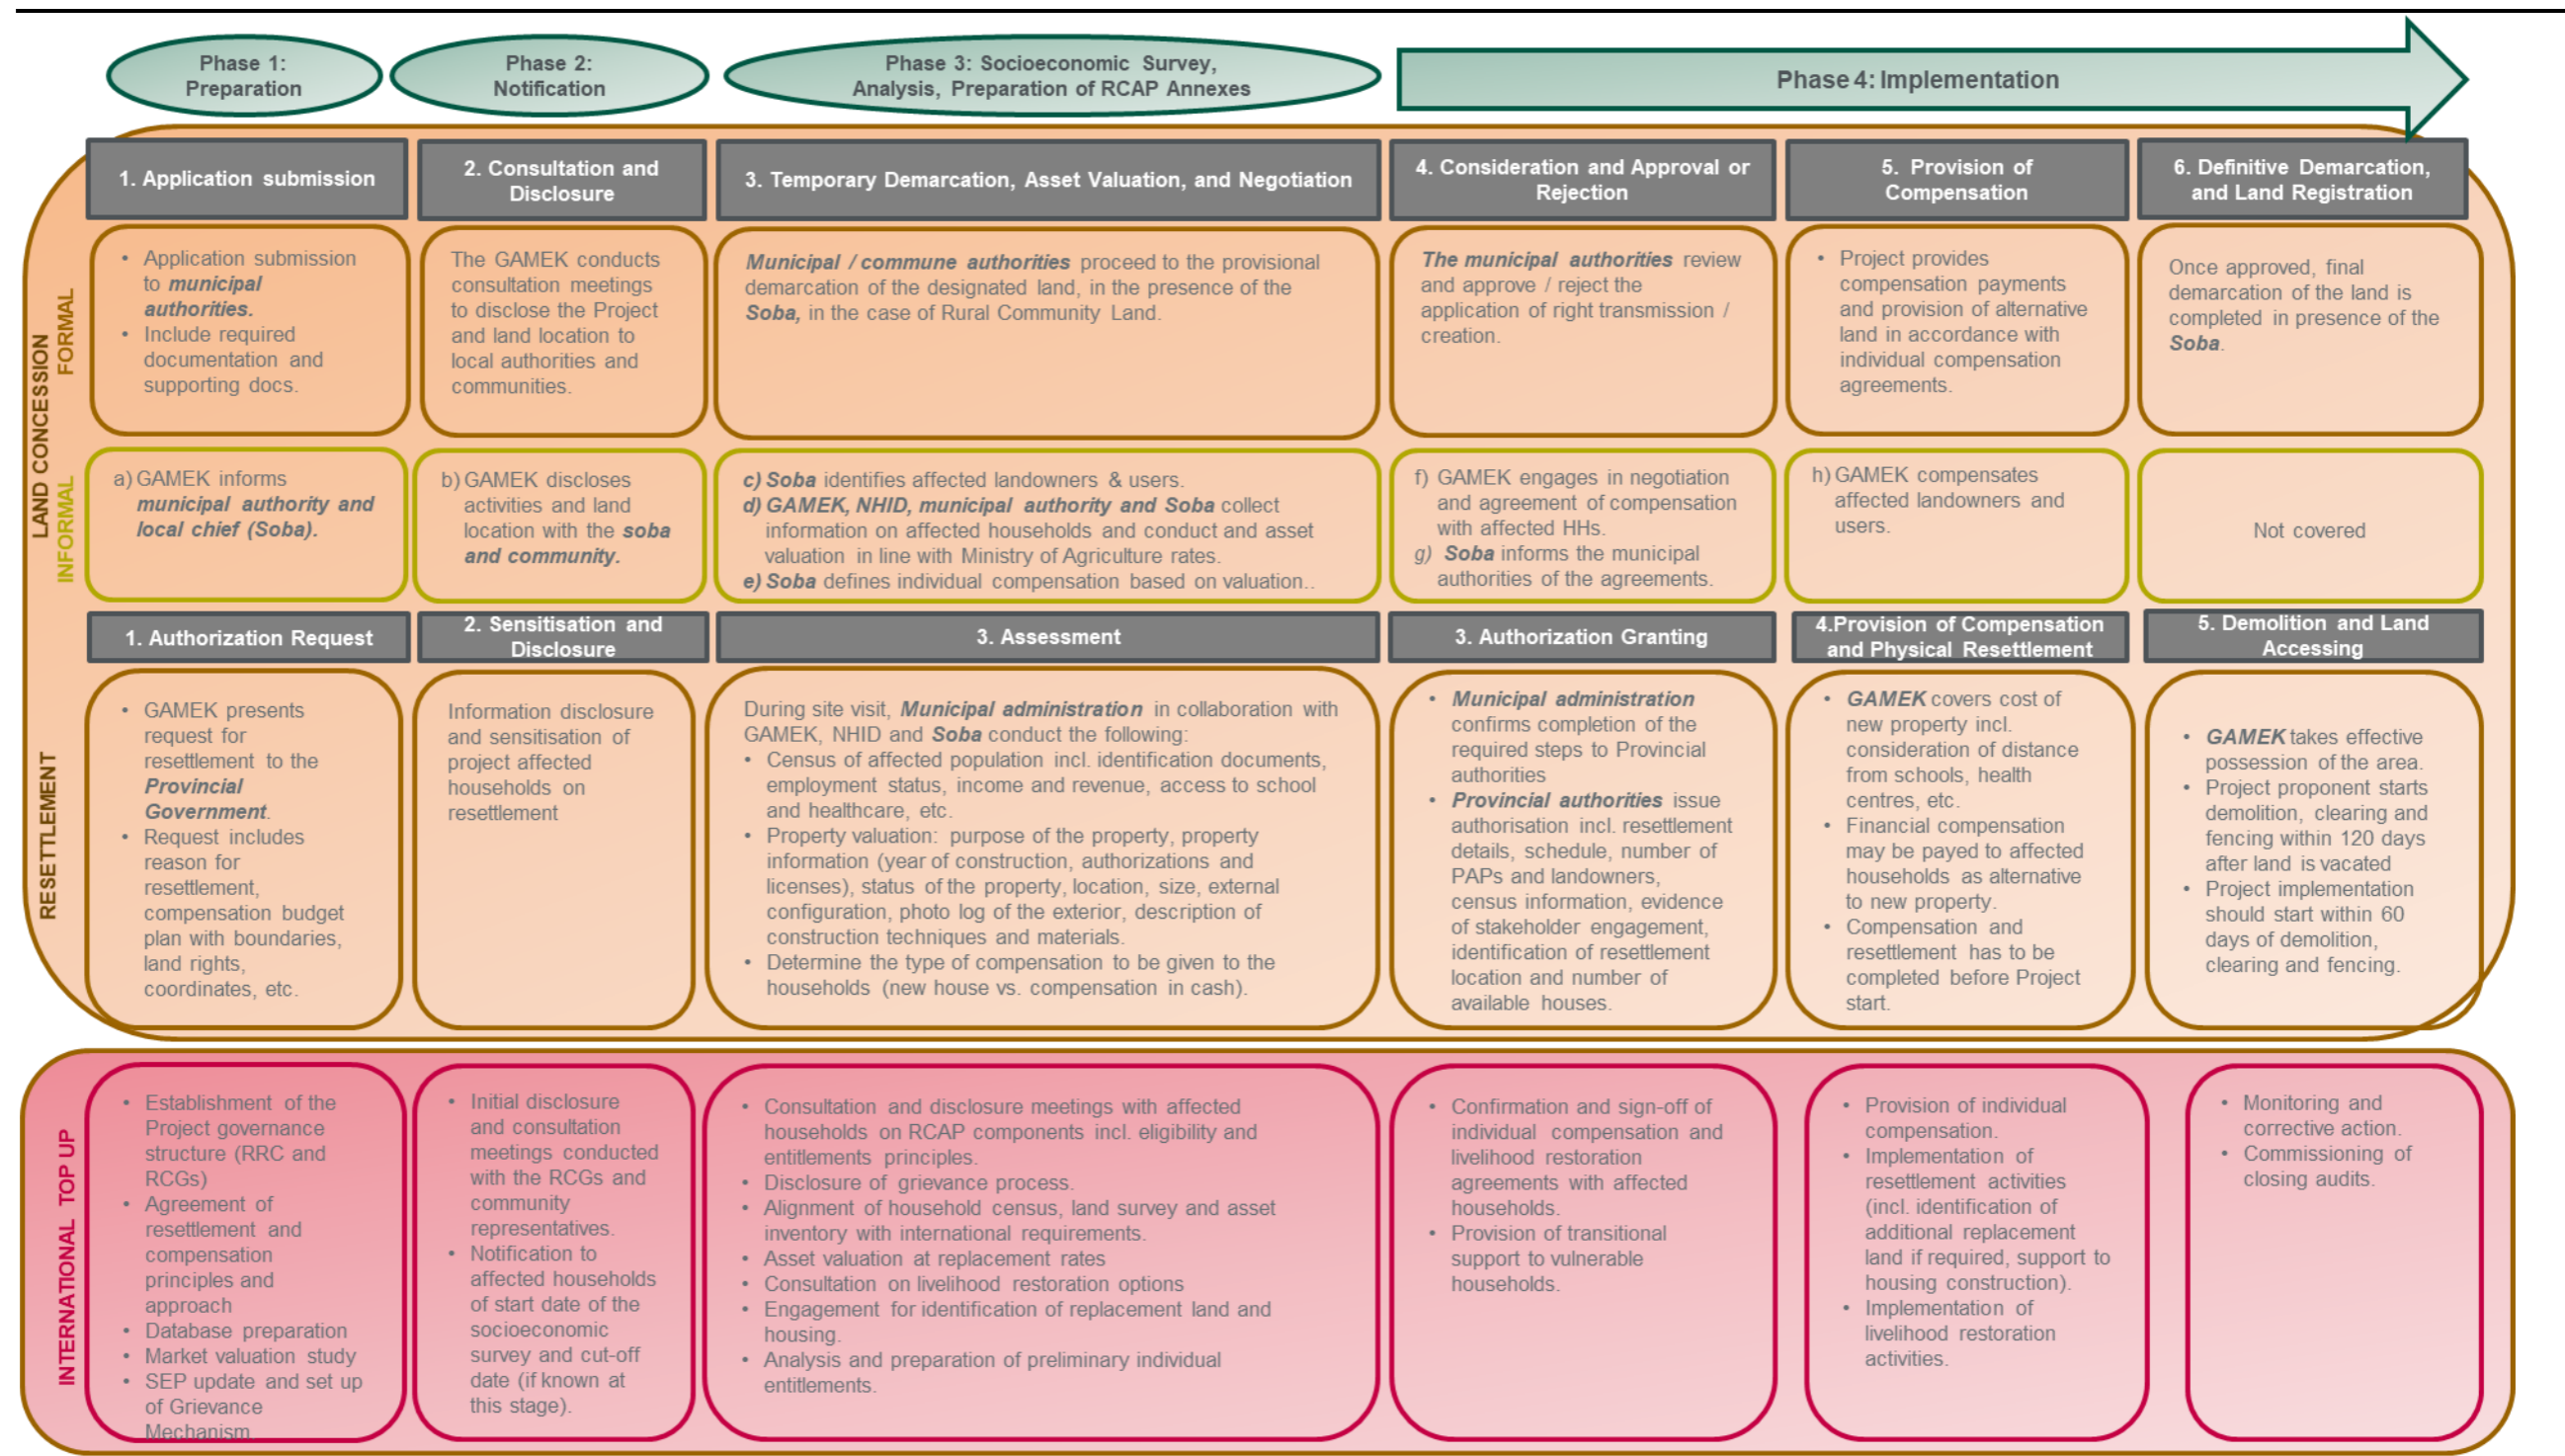 Phase 1:
Preparation
Phase 2:
Notification
Phase 3: Socioeconomic Survey,
Analysis, Preparation of RCAP Annexes
Phase 4: Implementation
LAND CONCESSION
FORMAL
INFORMAL
1. Application submission
2. Consultation and
Disclosure
3. Temporary Demarcation, Asset Valuation, and Negotiation
4. Consideration and Approval or
Rejection
5. Provision of
Compensation
6. Definitive Demarcation,
and Land Registration
• Application submission
to municipal
authorities.
• Include required
documentation and
supporting docs.
The GAMEK conducts
consultation meetings
to disclose the Project
and land location to
local authorities and
communities.
Municipal / commune authorities proceed to the provisional
demarcation of the designated land, in the presence of the
Soba, in the case of Rural Community Land.
The municipal authorities review
and approve / reject the
application of right transmission /
creation.
• Project provides
compensation payments
and provision of alternative
land in accordance with
individual compensation
agreements.
Once approved, final
demarcation of the land is
completed in presence of the
Soba.
a) GAMEK informs
municipal authority and
local chief (Soba).
b) GAMEK discloses
activities and land
location with the soba
and community.
c) Soba identifies affected landowners & users.
d) GAMEK, NHID, municipal authority and Soba collect
information on affected households and conduct and asset
valuation in line with Ministry of Agriculture rates.
e) Soba defines individual compensation based on valuation..
f) GAMEK engages in negotiation
and agreement of compensation
with affected HHs.
g) Soba informs the municipal
authorities of the agreements.
h) GAMEK compensates
affected landowners and
users.
Not covered
RESETTLEMENT
1. Authorization Request
2. Sensitisation and
Disclosure
3. Assessment
3. Authorization Granting
4.Provision of Compensation
and Physical Resettlement
5. Demolition and Land
Accessing
• GAMEK presents
request for
resettlement to the
Provincial
Government.
• Request includes
reason for
resettlement,
compensation budget
plan with boundaries,
land rights,
coordinates, etc.
Information disclosure
and sensitisation of
project affected
households on
resettlement
During site visit, Municipal administration in collaboration with
GAMEK, NHID and Soba conduct the following:
• Census of affected population incl. identification documents,
employment status, income and revenue, access to school
and healthcare, etc.
• Property valuation: purpose of the property, property
information (year of construction, authorizations and
licenses), status of the property, location, size, external
configuration, photo log of the exterior, description of
construction techniques and materials.
• Determine the type of compensation to be given to the
households (new house vs. compensation in cash).
• Municipal administration
confirms completion of the
required steps to Provincial
authorities
• Provincial authorities issue
authorisation incl. resettlement
details, schedule, number of
PAPs and landowners,
census information, evidence
of stakeholder engagement,
identification of resettlement
location and number of
available houses.
• GAMEK covers cost of
new property incl.
consideration of distance
from schools, health
centres, etc.
• Financial compensation
may be payed to affected
households as alternative
to new property.
• Compensation and
resettlement has to be
completed before Project
start.
• GAMEK takes effective
possession of the area.
• Project proponent starts
demolition, clearing and
fencing within 120 days
after land is vacated
• Project implementation
should start within 60
days of demolition,
clearing and fencing.
INTERNATIONAL TOP UP
• Establishment of the
Project governance
structure (RRC and
RCGs)
• Agreement of
resettlement and
compensation
principles and
approach
• Database preparation
• Market valuation study
• SEP update and set up
of Grievance
Mechanism.
• Initial disclosure
and consultation
meetings conducted
with the RCGs and
community
representatives.
• Notification to
affected households
of start date of the
socioeconomic
survey and cut-off
date (if known at
this stage).
• Consultation and disclosure meetings with affected
households on RCAP components incl. eligibility and
entitlements principles.
• Disclosure of grievance process.
• Alignment of household census, land survey and asset
inventory with international requirements.
• Asset valuation at replacement rates
• Consultation on livelihood restoration options
• Engagement for identification of replacement land and
housing.
• Analysis and preparation of preliminary individual
entitlements.
• Confirmation and sign-off of
individual compensation and
livelihood restoration
agreements with affected
households.
• Provision of transitional
support to vulnerable
households.
• Provision of individual
compensation.
• Implementation of
resettlement activities
(incl. identification of
additional replacement
land if required, support to
housing construction).
• Implementation of
livelihood restoration
activities.
• Monitoring and
corrective action.
• Commissioning of
closing audits.